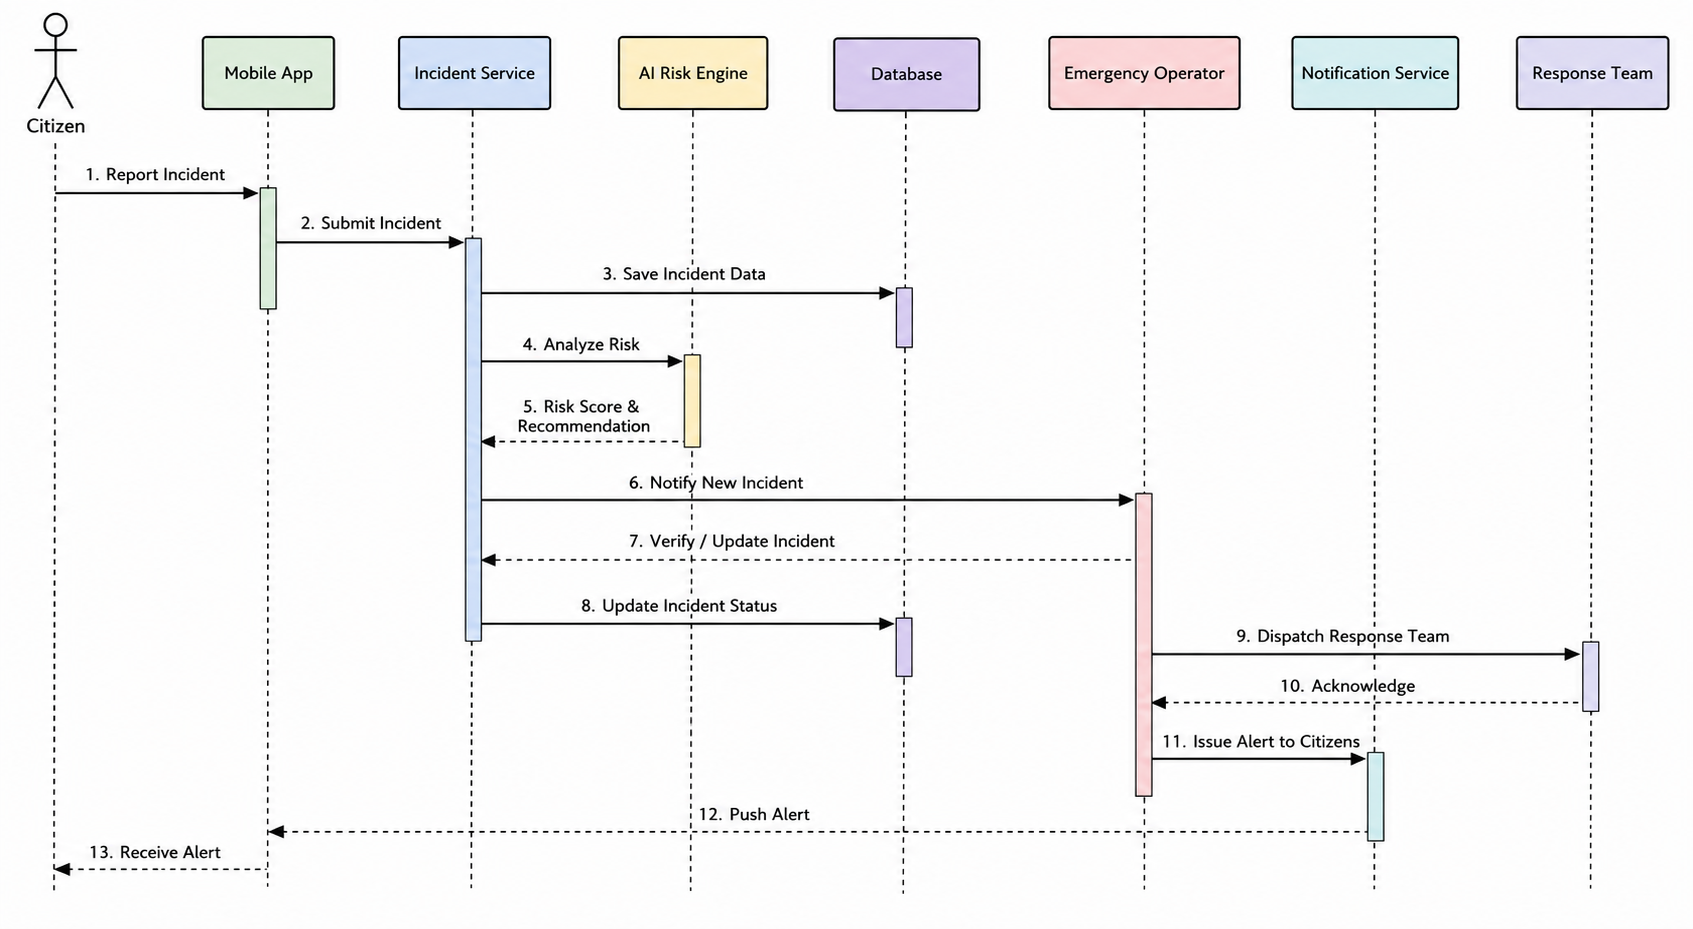 Mobile App
Incident Service
AI Risk Engine
Database
Emergency Operator
Notification Service
Response Team
Citizen
1. Report Incident
2. Submit Incident
3. Save Incident Data
4. Analyze Risk
5. Risk Score &
Recommendation
6. Notify New Incident
7. Verify / Update Incident
8. Update Incident Status
9. Dispatch Response Team
10. Acknowledge
11. Issue Alert to Citizens
12. Push Alert
13. Receive Alert